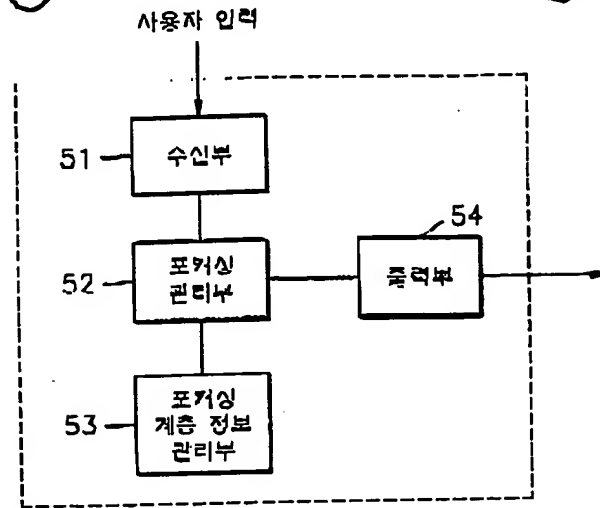 사용자 입력
51
수신부
54
52
포커싱
관리부
출력부
53
포커싱
계층 정보
관리부